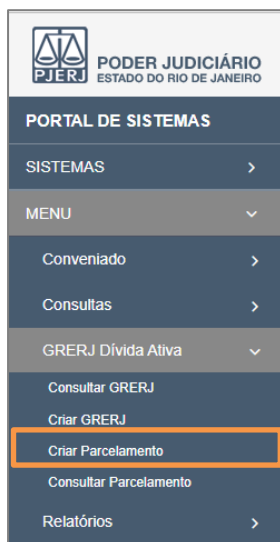 PJERJ
PODER JUDICIÁRIO
ESTADO DO RIO DE JANEIRO
PORTAL DE SISTEMAS
SISTEMAS
MENU
Conveniado
Consultas
GRERJ Dívida Ativa
Consultar GRERJ
Criar GRERJ
Criar Parcelamento
Consultar Parcelamento
Relatórios